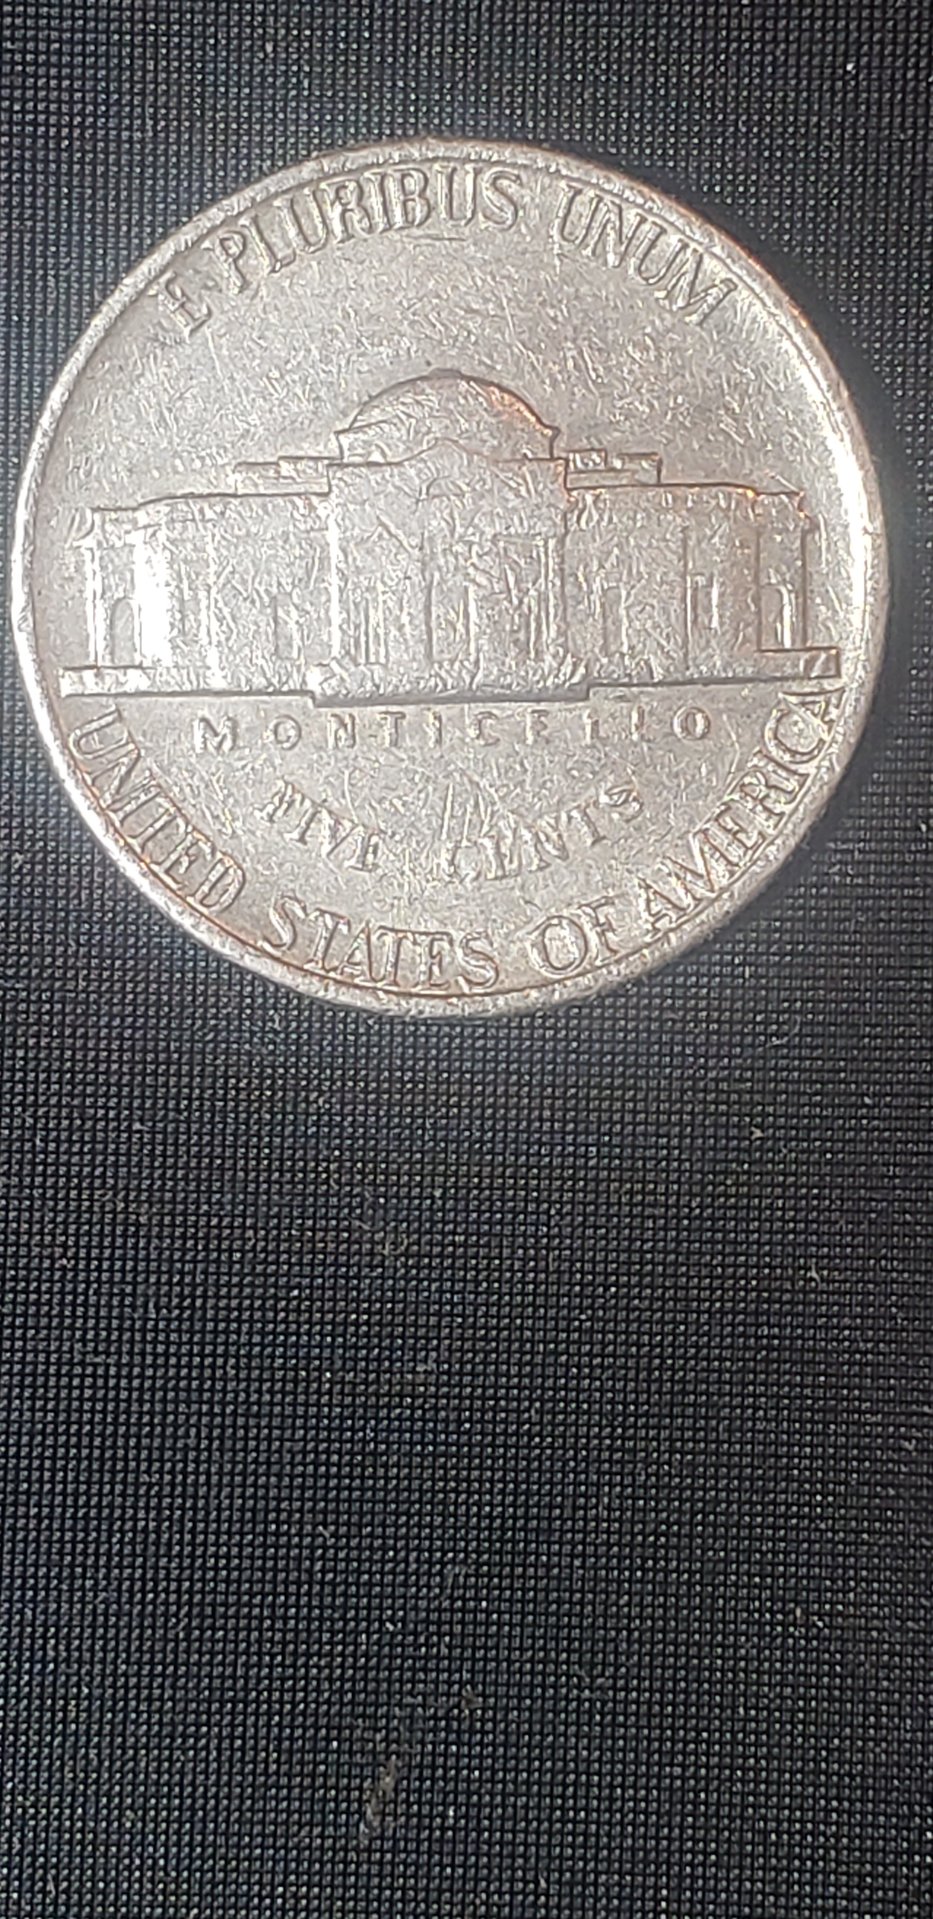 E PLURIBUS UNUM
MONTICELLO
FIVE CENTS
UNITED STATES OF AMERICA